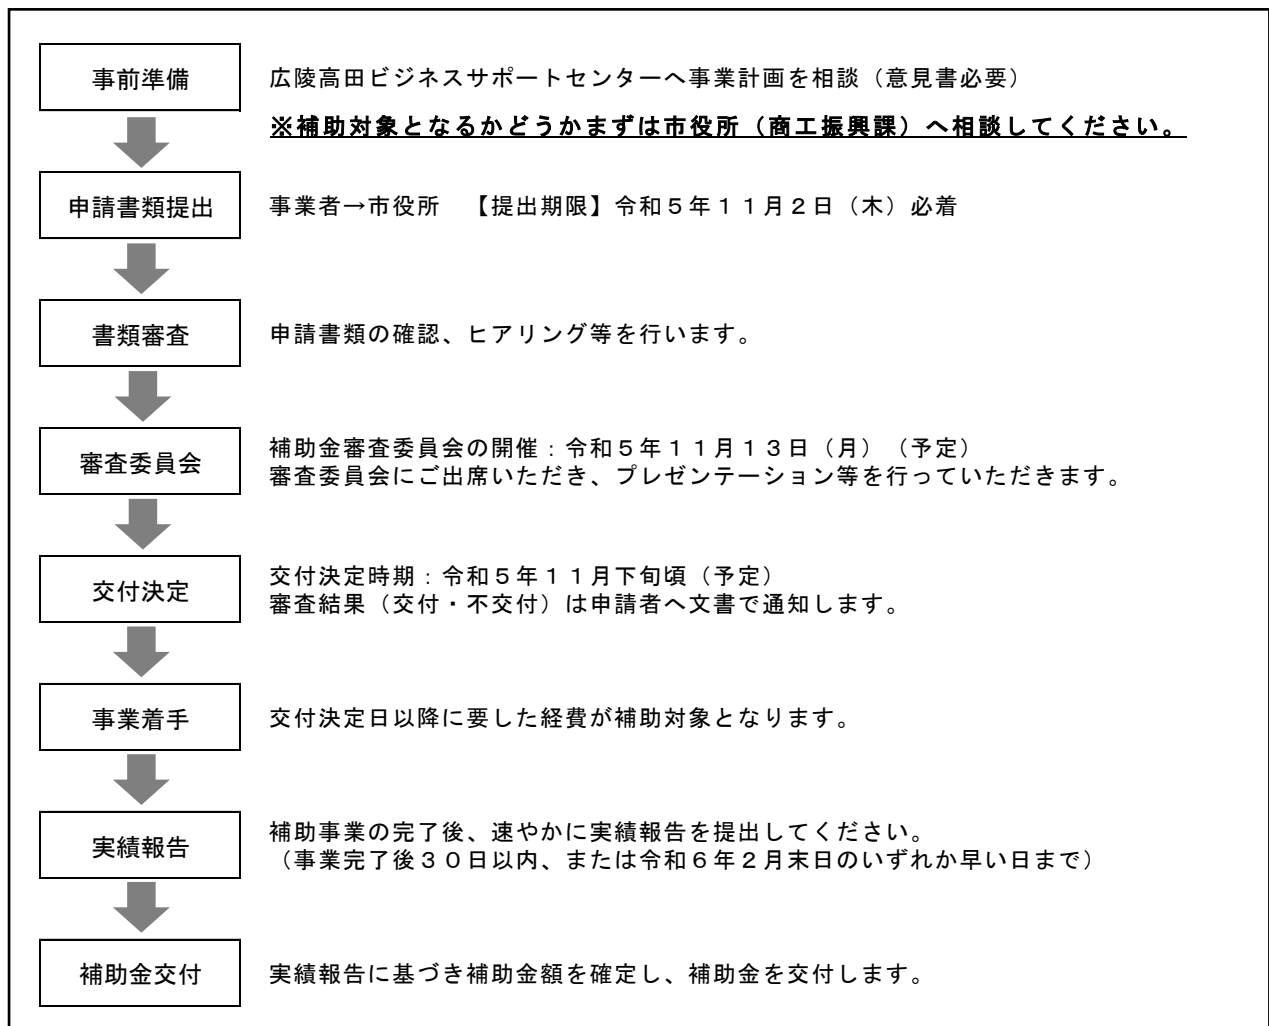 事前準備
広陵高田ビジネスサポートセンターへ事業計画を相談（意見書必要）
※補助対象となるかどうかまずは市役所（商工振興課）へ相談してください。
申請書類提出
事業者→市役所　【提出期限】令和５年１１月２日（木）必着
書類審査
申請書類の確認、ヒアリング等を行います。
審査委員会
補助金審査委員会の開催：令和５年１１月１３日（月）（予定）
審査委員会にご出席いただき、プレゼンテーション等を行っていただきます。
交付決定
交付決定時期：令和５年１１月下旬頃（予定）
審査結果（交付・不交付）は申請者へ文書で通知します。
事業着手
交付決定日以降に要した経費が補助対象となります。
実績報告
補助事業の完了後、速やかに実績報告を提出してください。
（事業完了後３０日以内、または令和６年２月末日のいずれか早い日まで）
補助金交付
実績報告に基づき補助金額を確定し、補助金を交付します。